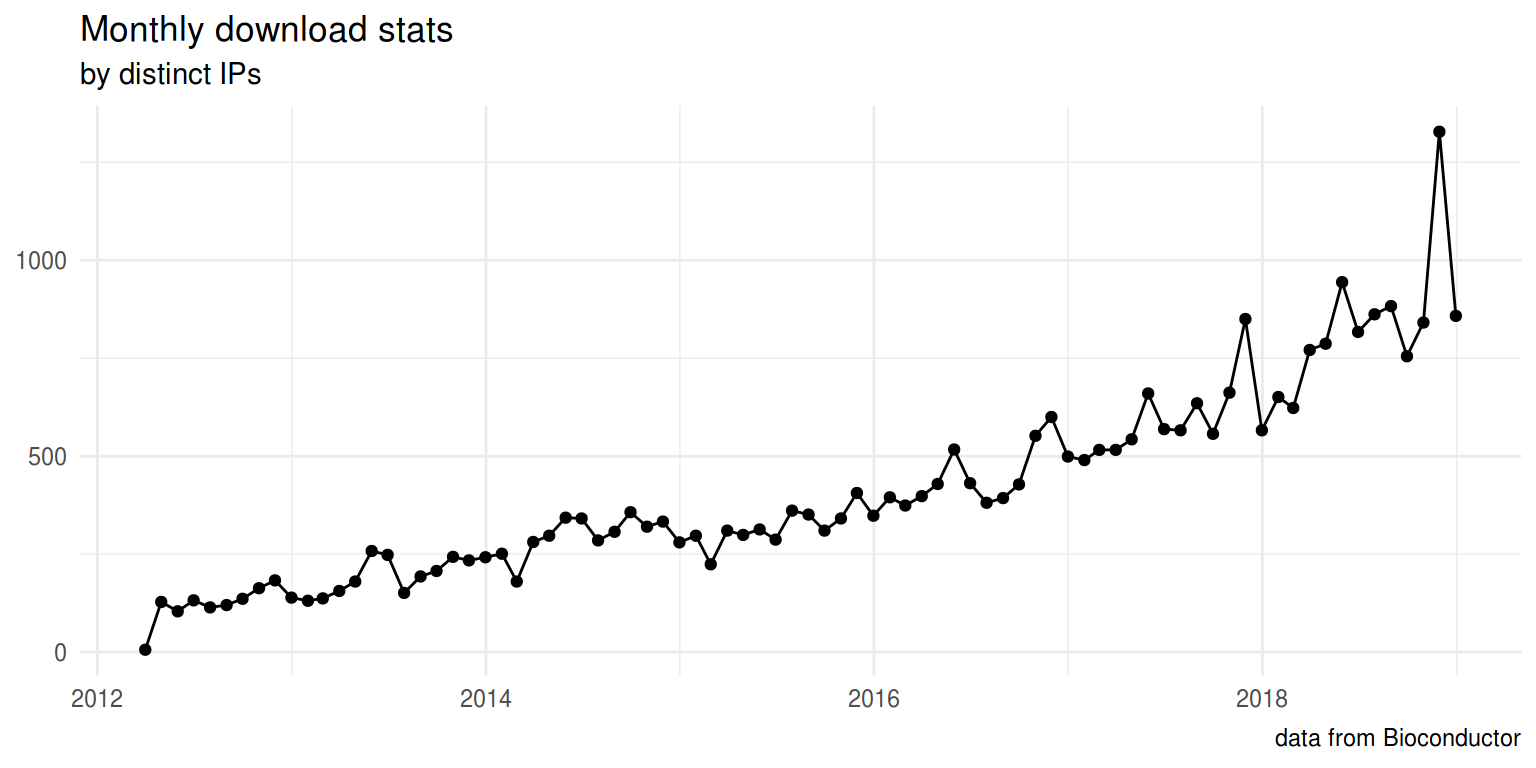 Monthly download stats
by distinct IPs
1000
500
0
2012 2014 2016 2018
data from Bioconductor